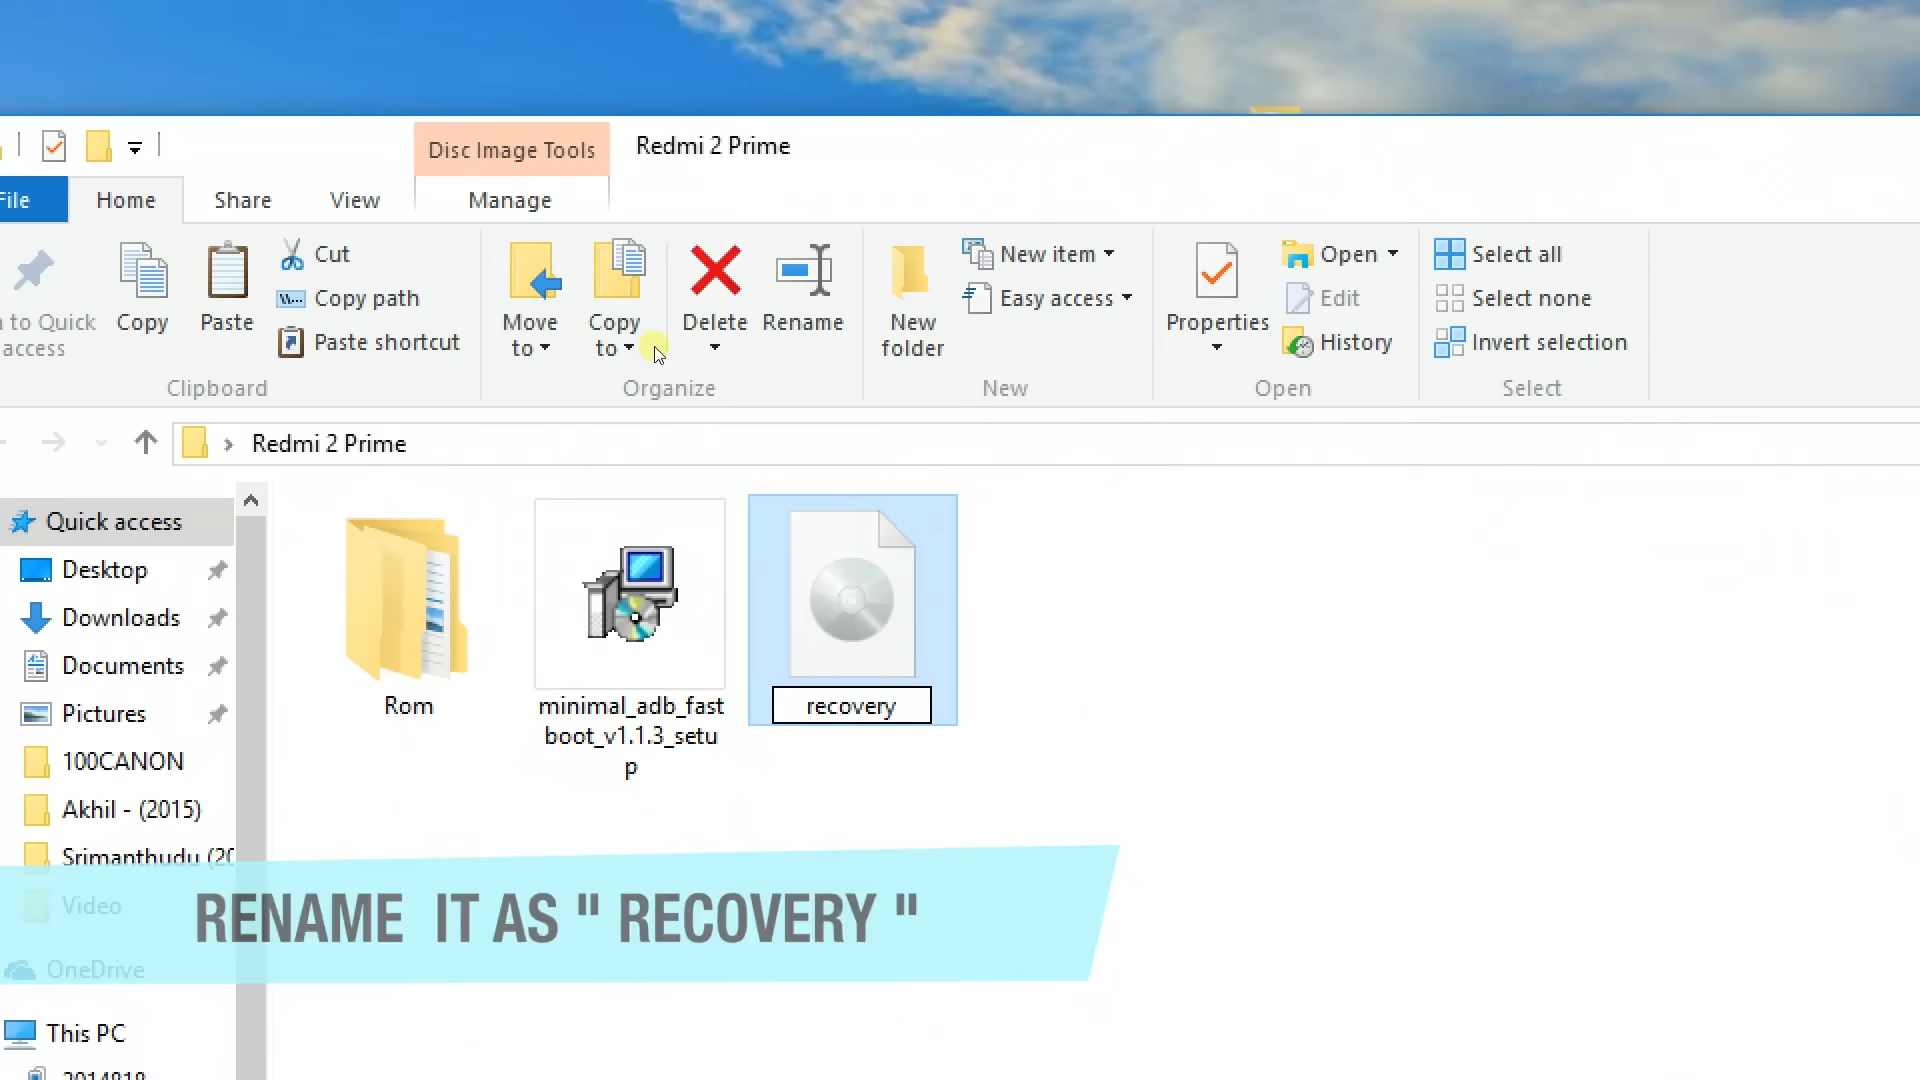 Disc Image Tools
Redmi 2 Prime
File
Home
Share
View
Manage
to Quick
access
Copy
Paste
Cut
Copy path
Paste shortcut
Clipboard
Move
to
Copy
to
Delete
Rename
Organize
New
folder
New item
Easy access
New
Properties
Open
Edit
History
Open
Select all
Select none
Invert selection
Select
Redmi 2 Prime
Quick access
Desktop
Downloads
Documents
Pictures
100CANON
Akhil - (2015)
Srimanthudu (20
Video
OneDrive
This PC
2014818
Rom
minimal_adb_fast
boot_v1.1.3_setu
p
recovery
RENAME IT AS " RECOVERY "